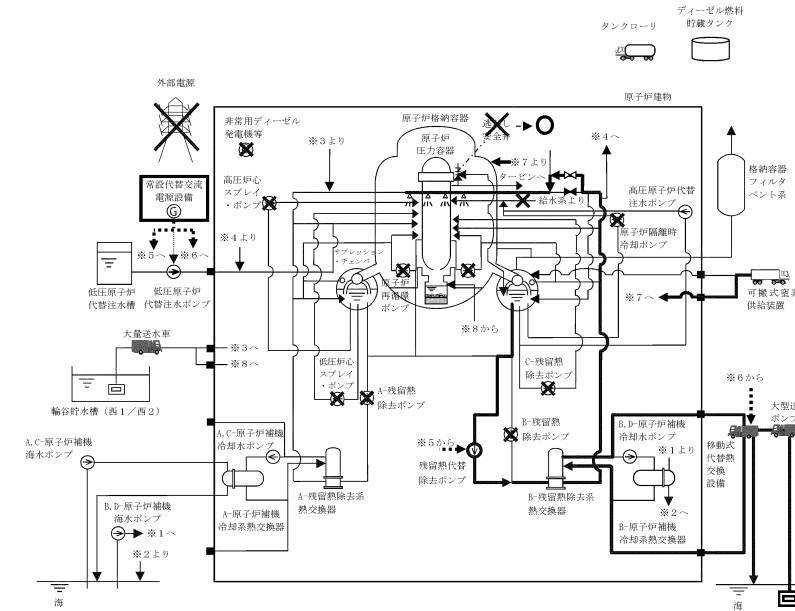 ディーゼル燃料
貯蔵タンク
タンクローリ
外部電源
原子炉建物
非常用ディーゼル
発電機等
原子炉格納容器
原子炉
圧力容器
※3より
※4へ
※7より
タービンへ
常設代替交流
電源設備
G
高圧炉心
スプレイ
・ポンプ
給水系より
高圧原子炉代替
注水ポンプ
格納容器
フィルタ
ベント系
原子炉隔離時
冷却ポンプ
※5へ
※6へ
※4より
サプレッション
・チェンバ
低圧原子炉
代替注水槽
低圧原子炉
代替注水ポンプ
原子炉
再循環
ポンプ
※7へ
可搬式窒素
供給装置
※8から
大量送水車
※3へ
※8へ
低圧炉心
スプレイ
・ポンプ
A-残留熱
除去ポンプ
C-残留熱
除去ポンプ
※6から
輪谷貯水槽(西1/西2)
大型送
ポンプ
A,C-原子炉補機
海水ポンプ
A,C-原子炉補機
冷却水ポンプ
※5から
残留熱代替
除去ポンプ
B-残留熱
除去ポンプ
B,D-原子炉補機
冷却水ポンプ
※1より
移動式
代替熱
交換
設備
A-残留熱除去系
熱交換器
B-残留熱除去系
熱交換器
B,D-原子炉補機
海水ポンプ
※1へ
A-原子炉補機
冷却系熱交換器
※2へ
B-原子炉補機
冷却系熱交換器
※2より
海
海